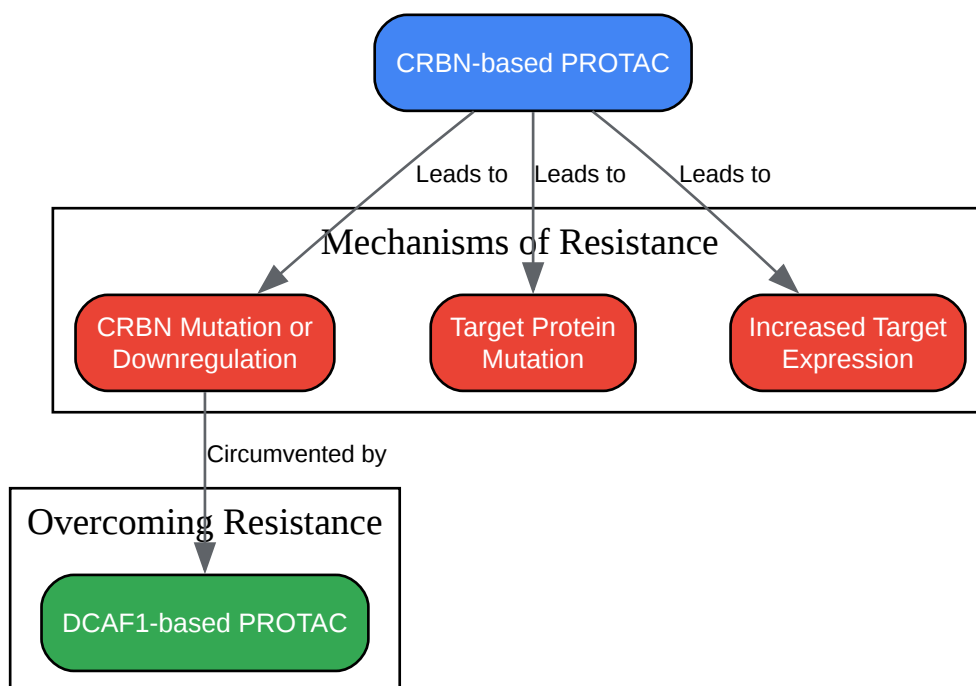 CRBN-based PROTAC
Leads to
Leads to
Leads to
Mechanisms of Resistance
CRBN Mutation or
Downregulation
Target Protein
Mutation
Increased Target
Expression
Circumvented by
Overcoming Resistance
DCAF1-based PROTAC